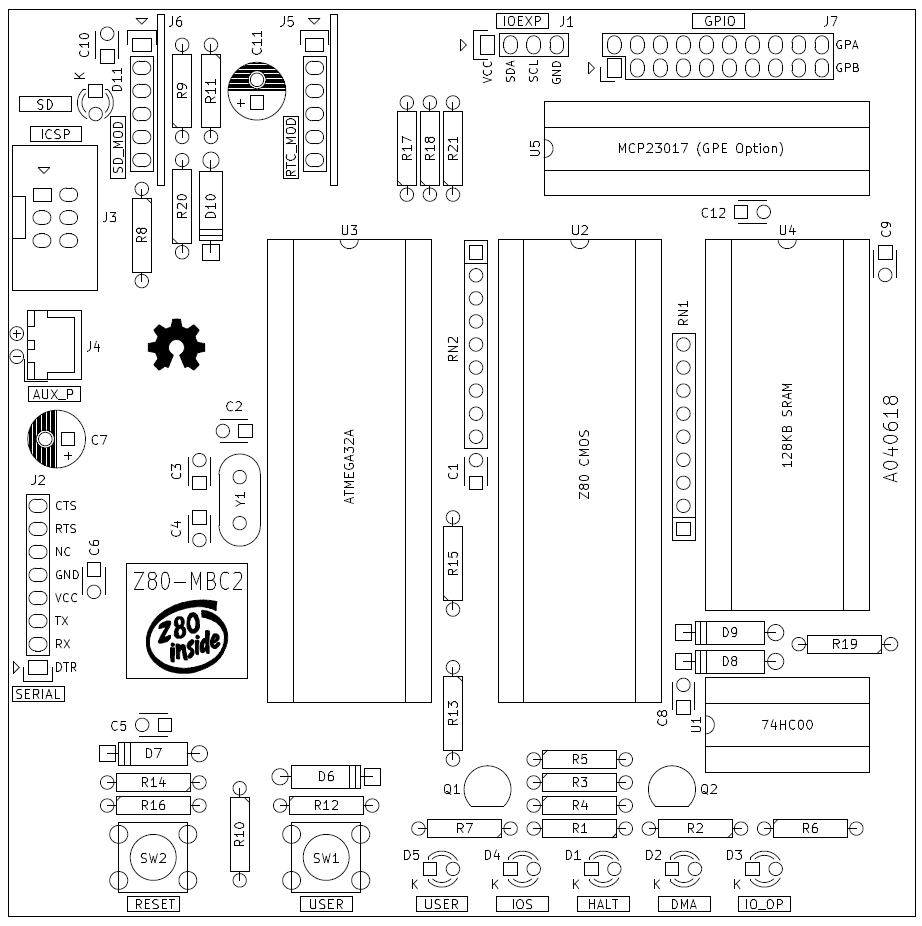 J6
J5
IOEXP
J1
GPIO
J7
C10
C11
VCC
SDA
SCL
GND
GPA
GPB
K
D11
SD
R9
R11
+
ICSP
SD_MOD
RTC_MOD
R17
R18
R21
U5
MCP23017 (GPE Option)
J3
R8
R20
D10
C12
C9
U3
U2
U4
RN1
RN2
+
-
J4
AUX_P
C2
ATMEGA32A
Z80 CMOS
128KB SRAM
A040618
C7
+
C3
C1
Y1
C4
J2
CTS
RTS
NC
GND
VCC
TX
RX
DTR
SERIAL
C6
R15
Z80-MBC2
Z80
inside
D9
D8
R19
C8
R13
U1
74HC00
C5
D7
D6
R5
R14
R3
Q1
Q2
R16
R12
R4
R10
R7
R1
R2
R6
SW2
SW1
D5
D4
D1
D2
D3
K
K
K
K
K
RESET
USER
USER
IOS
HALT
DMA
IO_OP